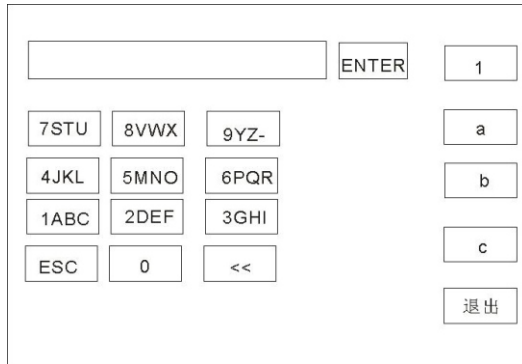 ENTER 1
7STU 8VWX 9YZ- a
4JKL 5MNO 6PQR b
1ABC 2DEF 3GHI
ESC 0 << c
退出